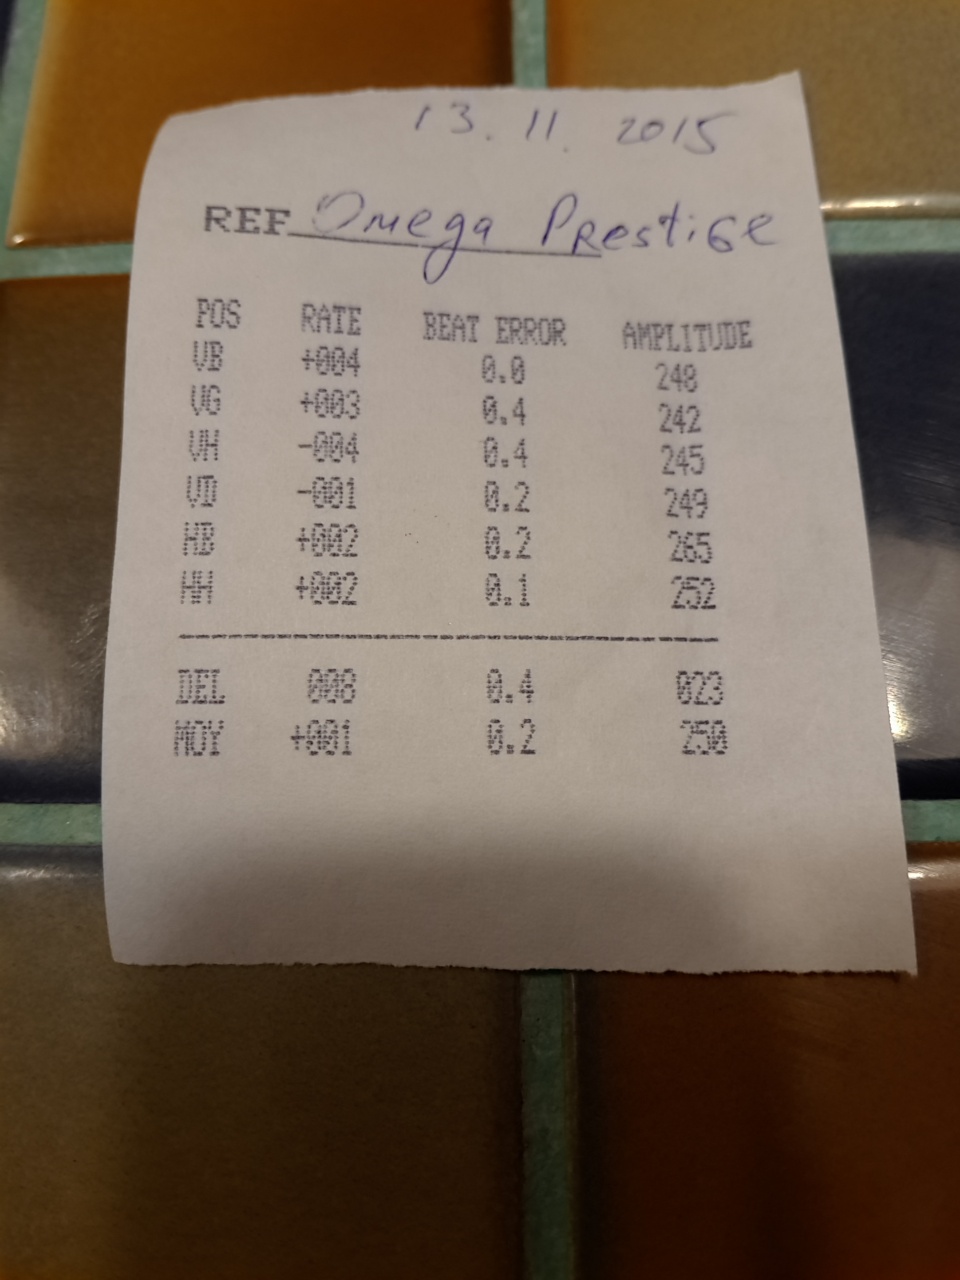 13.11.2015
REF Omega Prestige
POS RATE BEAT ERROR AMPLITUDE
VB +004 0.0 248
VG +003 0.4 242
VH -004 0.4 245
VD -001 0.2 249
HB +002 0.2 265
HH +002 0.1 252
DEL 008 0.4 023
MOY +001 0.2 250